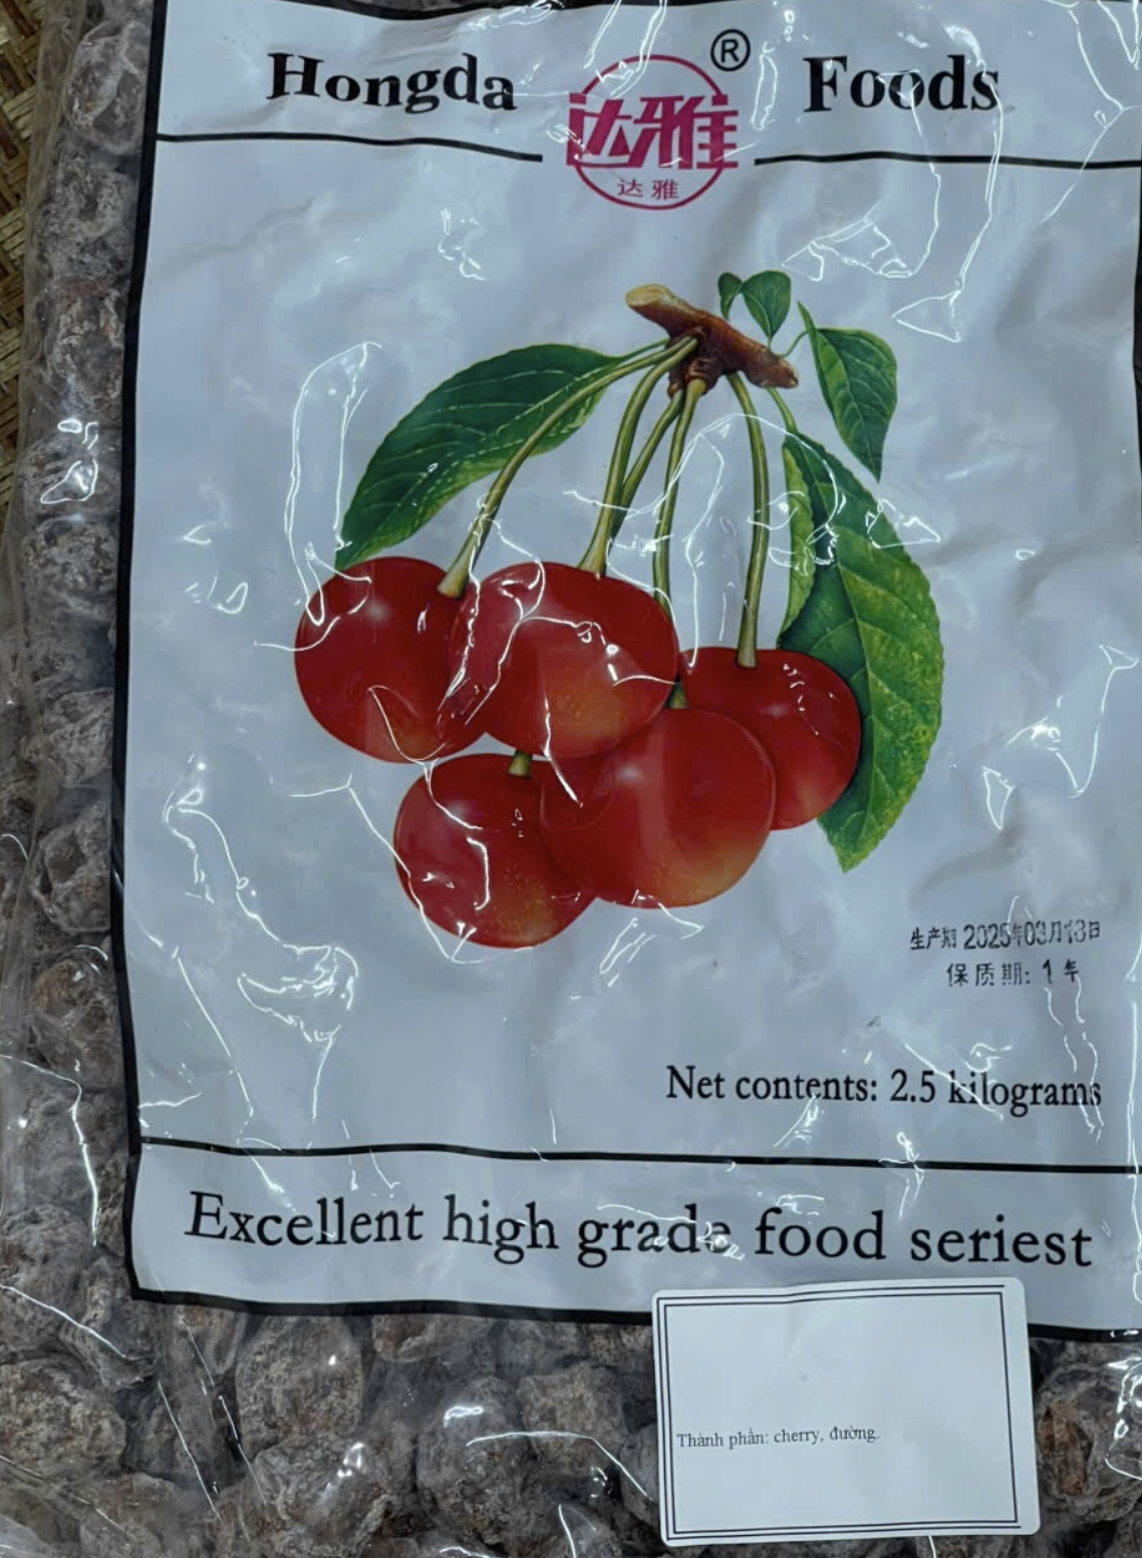 Hongda
®
达雅
达雅
Foods
生产期 2025年03月13日
保质期: 1年
Net contents: 2.5 kilograms
Excellent high grade food seriest
Thành phần: cherry, đường.